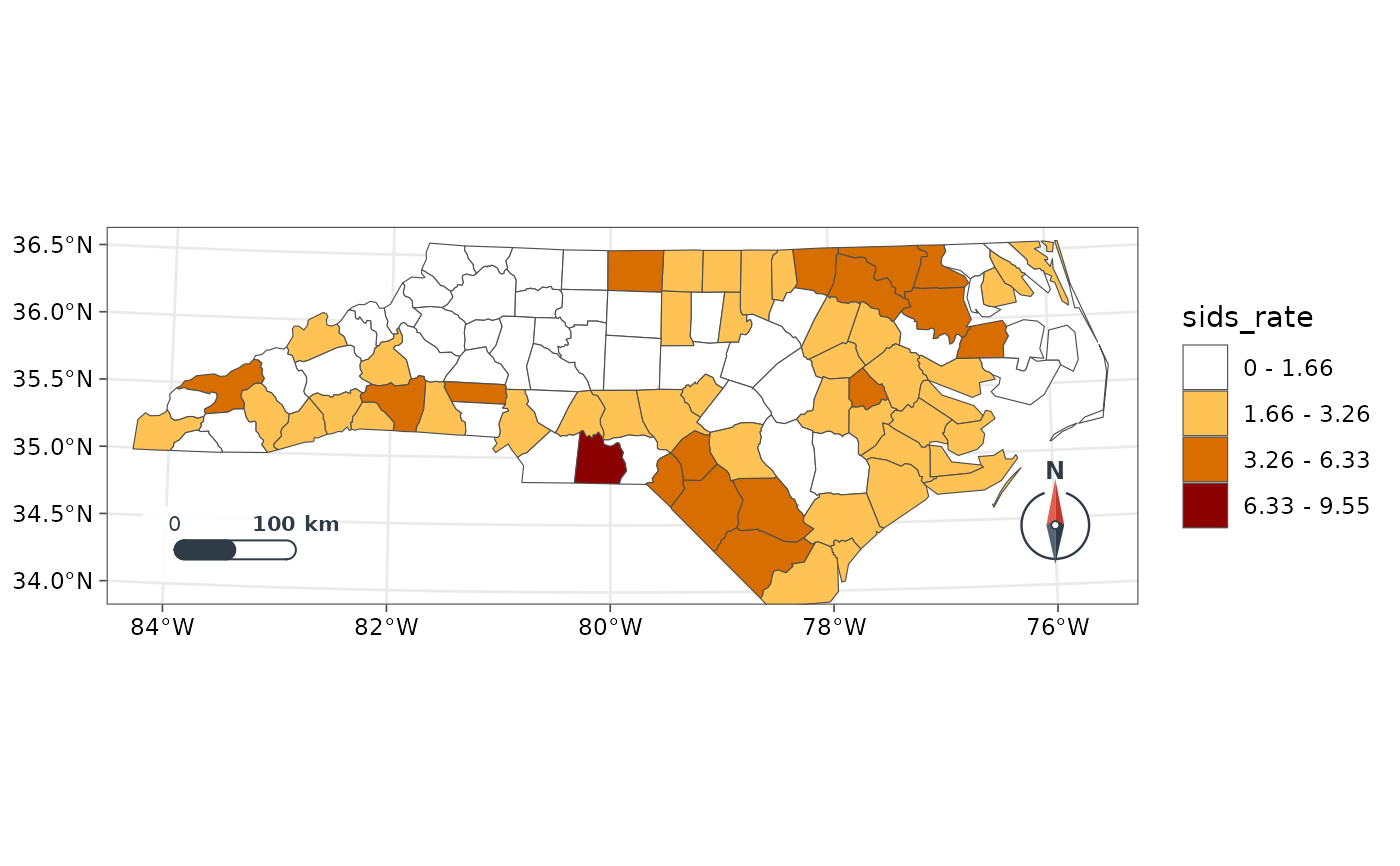 36.5°N
36.0°N
35.5°N
35.0°N
34.5°N
34.0°N
84°W 82°W 80°W 78°W 76°W
0 100 km
N
sids_rate
0 - 1.66
1.66 - 3.26
3.26 - 6.33
6.33 - 9.55